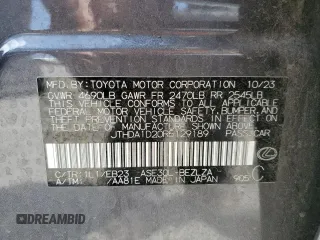 MFD. BY: TOYOTA MOTOR CORPORATION 10/23
GVWR 4690LB GAWR FR 2470LB RR 2545LB
THIS VEHICLE CONFORMS TO ALL APPLICABLE
FEDERAL MOTOR VEHICLE SAFETY, BUMPER,
AND THEFT PREVENTION STANDARDS IN EFFECT
ON THE DATE OF MANUFACTURE SHOWN ABOVE.
JTHDA1D20R5129189 PASS.CAR
C/TR: 1L1/EB23 ASE30L-BEZLZA
A/TM: /AA81E MADE IN JAPAN 905 C